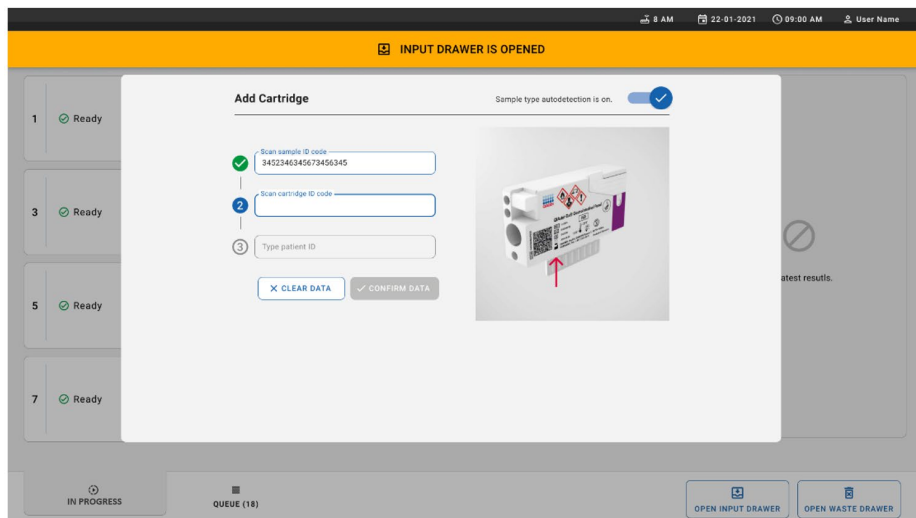 8 AM 22-01-2021 09:00 AM User Name
INPUT DRAWER IS OPENED
Add Cartridge
Sample type autodetection is on.
1 Ready
Scan sample ID code
3452346345673456345
Scan cartridge ID code
2
3 Ready
3 Type patient ID
CLEAR DATA CONFIRM DATA
atest resutls.
5 Ready
7 Ready
IN PROGRESS
QUEUE (18)
OPEN INPUT DRAWER
OPEN WASTE DRAWER